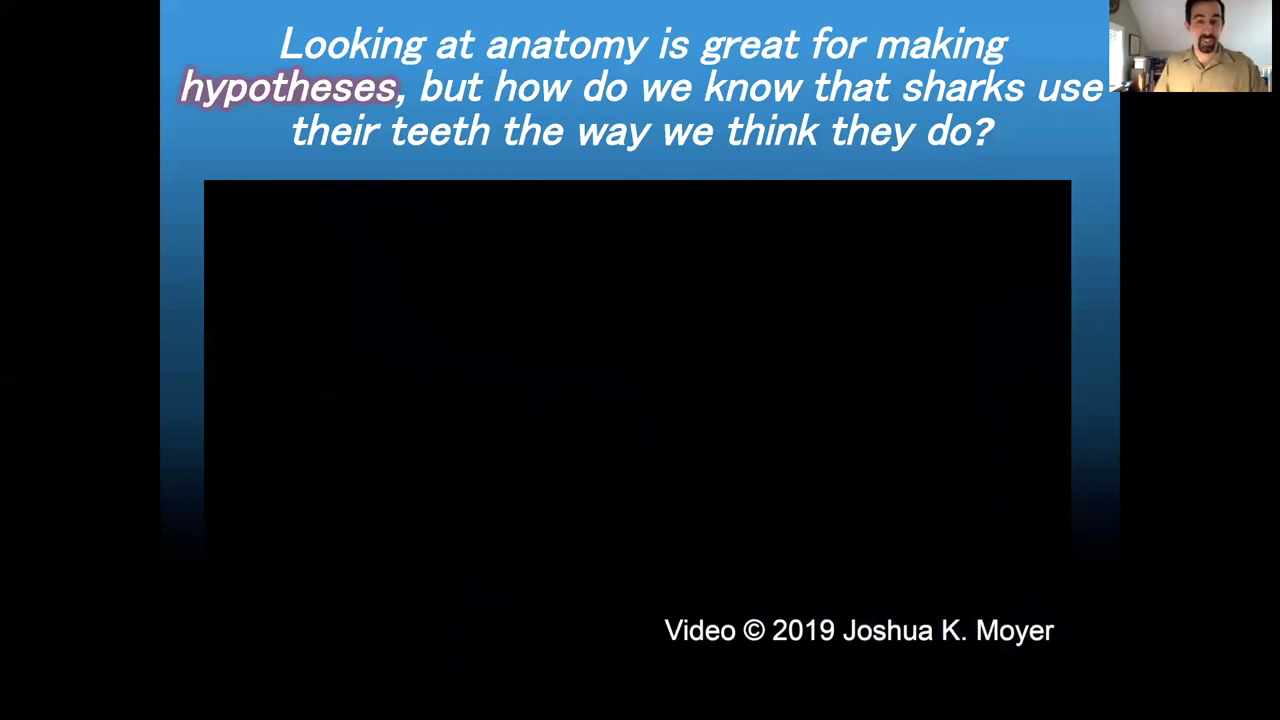 Looking at anatomy is great for making
hypotheses, but how do we know that sharks use
their teeth the way we think they do?
Video © 2019 Joshua K. Moyer